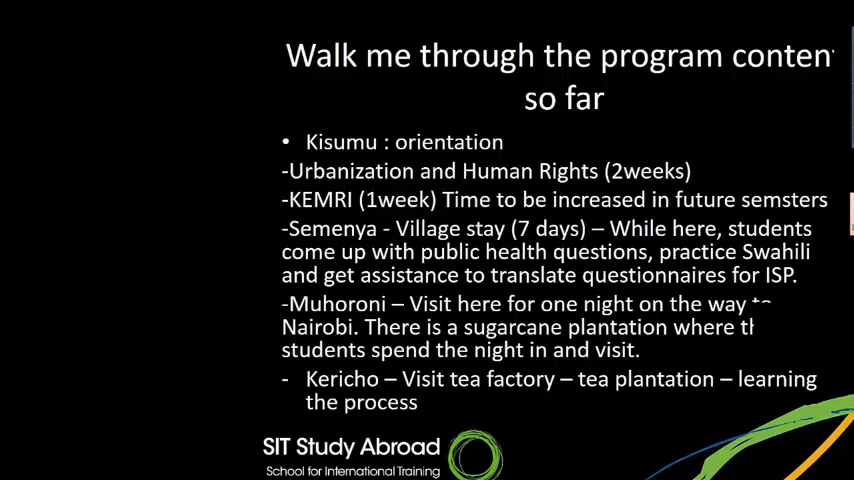 Walk me through the program conten
so far
• Kisumu : orientation
-Urbanization and Human Rights (2weeks)
-KEMRI (1week) Time to be increased in future semsters
-Semenya - Village stay (7 days) – While here, students
come up with public health questions, practice Swahili
and get assistance to translate questionnaires for ISP.
-Muhoroni – Visit here for one night on the way
Nairobi. There is a sugarcane plantation where
students spend the night in and visit.
- Kericho – Visit tea factory – tea plantation – learning
the process
SIT Study Abroad
School for International Training